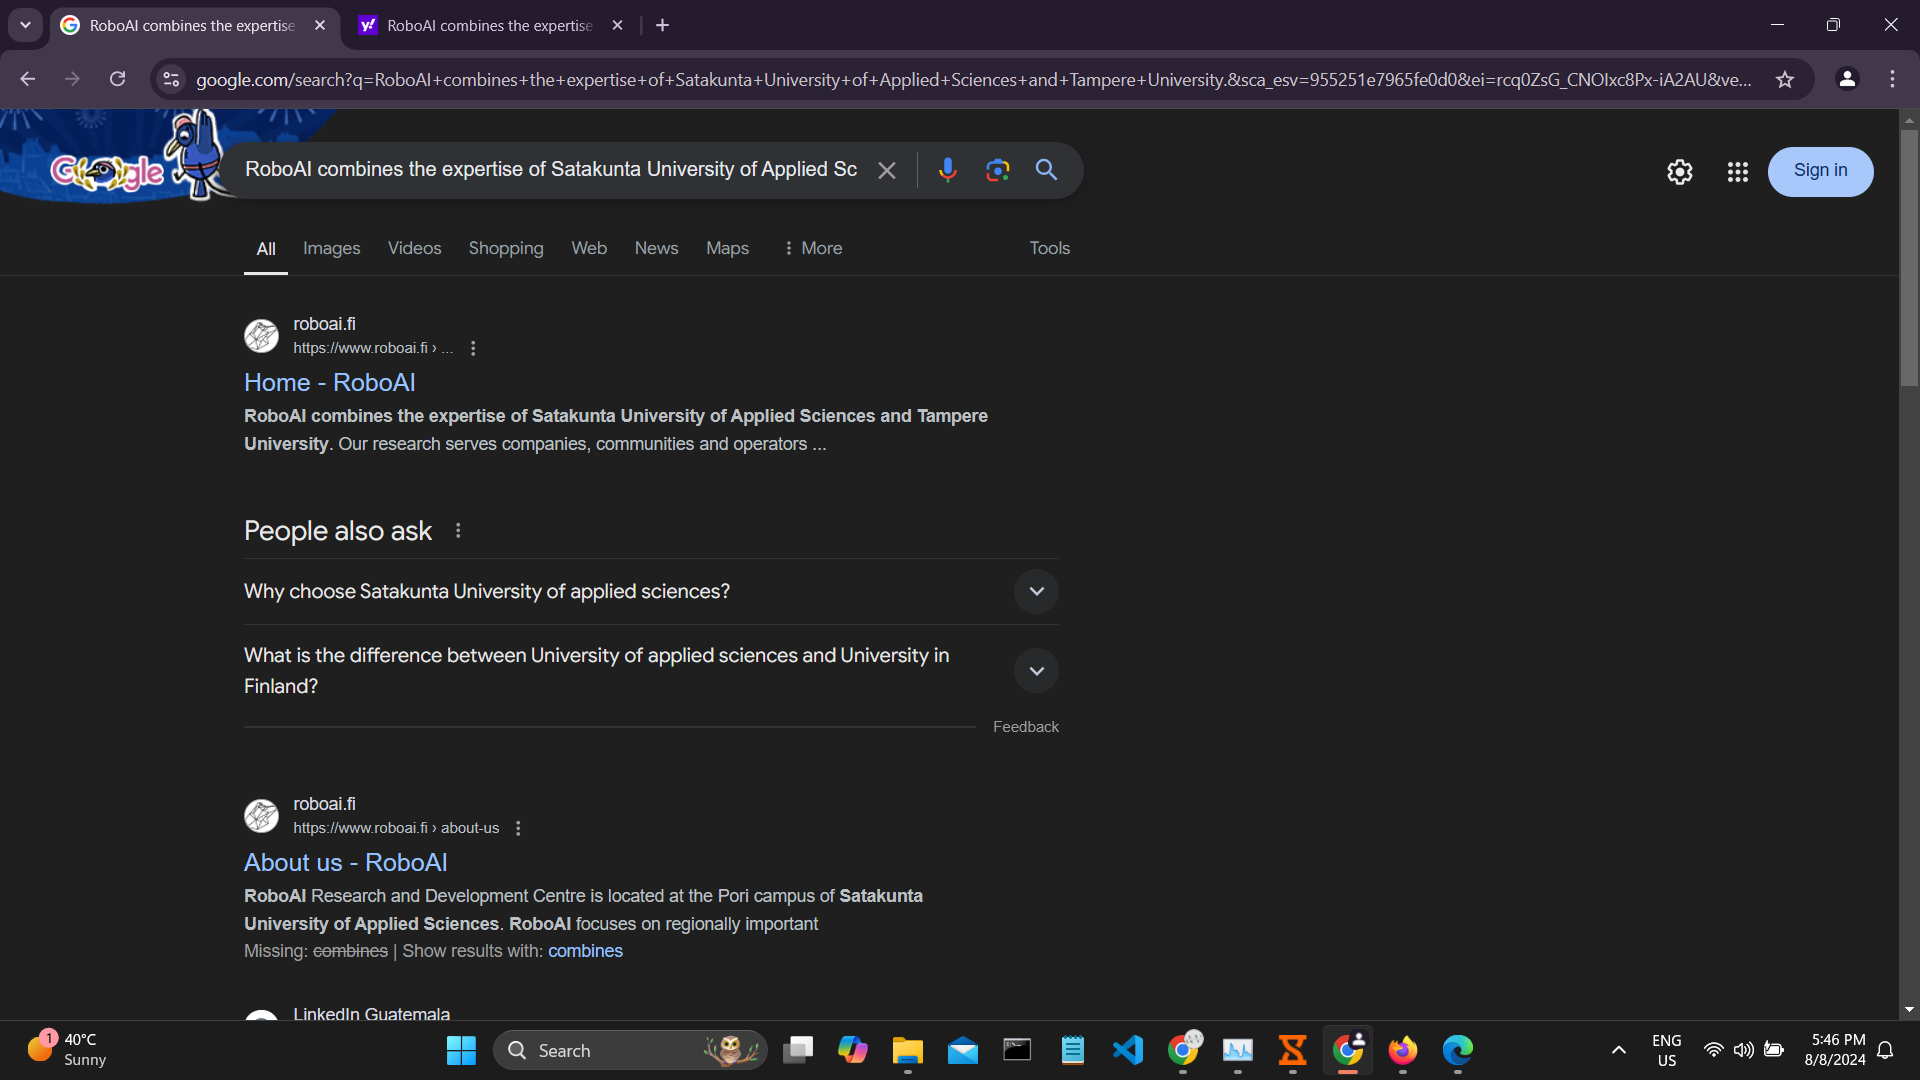 RoboAI combines the expertise
RoboAI combines the expertise
google.com/search?q=RoboAI+combines+the+expertise+of+Satakunta+University+of+Applied+Sciences+and+Tampere+University.&sca_esv=955251e7965fe0d0&ei=rcq0ZsG_CNOIxc8Px-iA2AU&ve...
Google
RoboAI combines the expertise of Satakunta University of Applied Sc
Sign in
All Images Videos Shopping Web News Maps More Tools
roboai.fi
https://www.roboai.fi › ...
Home - RoboAI
RoboAI combines the expertise of Satakunta University of Applied Sciences and Tampere
University. Our research serves companies, communities and operators ...
People also ask
Why choose Satakunta University of applied sciences?
What is the difference between University of applied sciences and University in
Finland?
Feedback
roboai.fi
https://www.roboai.fi › about-us
About us - RoboAI
RoboAI Research and Development Centre is located at the Pori campus of Satakunta
University of Applied Sciences. RoboAI focuses on regionally important
Missing: combines | Show results with: combines
LinkedIn Guatemala
1
40°C
Sunny
Search
ENG
US
5:46 PM
8/8/2024